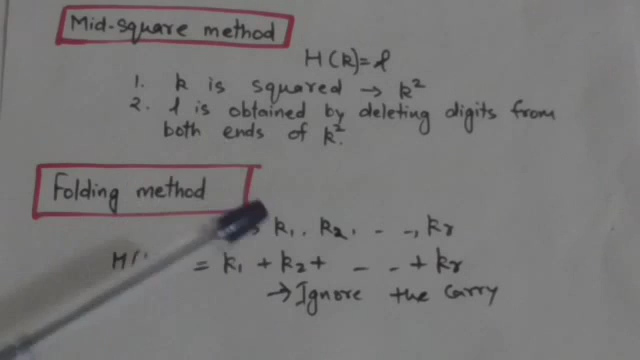 Mid-square method
H(k)=l
1. k is squared → k²
2. l is obtained by deleting digits from
both ends of k².
Folding method
k₁, k₂, - -, kr
H( = k₁ + k₂ + - - + kr
→ Ignore the carry